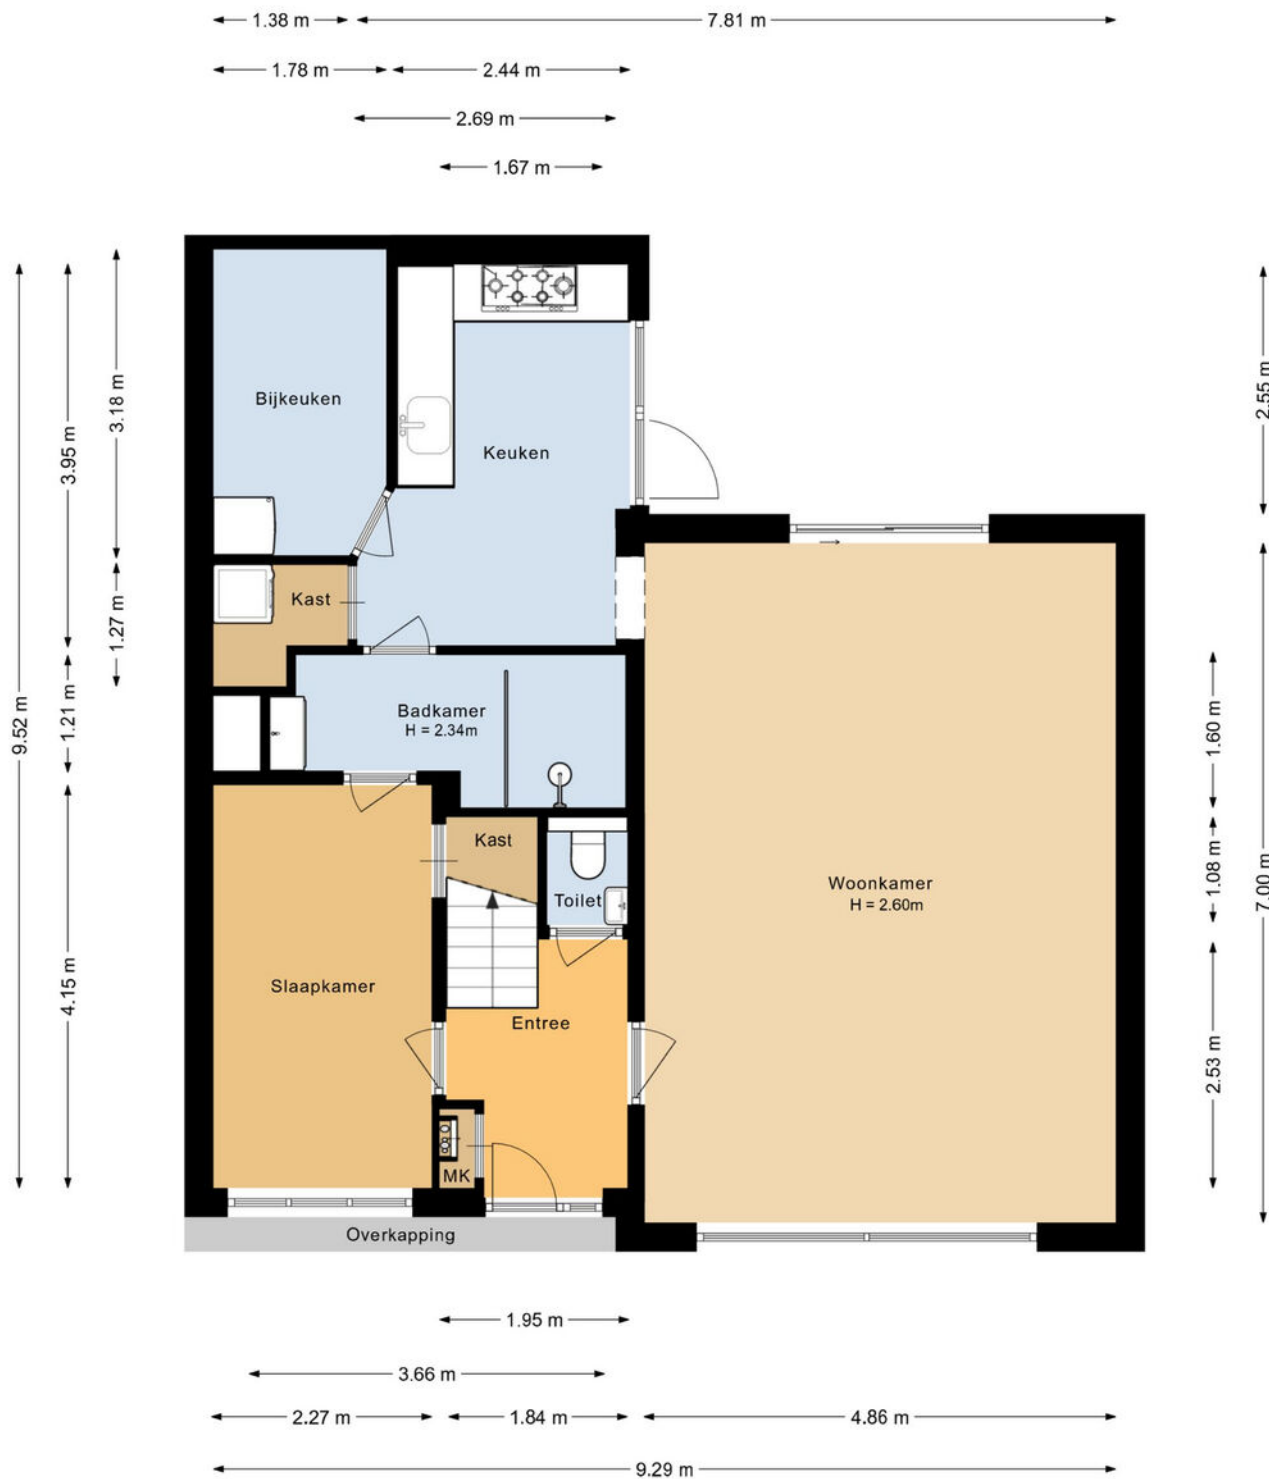 1.38 m
7.81 m
1.78 m
2.44 m
2.69 m
1.67 m
9.52 m
3.95 m
1.21 m
4.15 m
3.18 m
1.27 m
Bijkeuken
Keuken
Kast
Badkamer
H = 2.34m
Kast
Toilet
Slaapkamer
Entree
MK
Overkapping
Woonkamer
H = 2.60m
1.60 m
1.08 m
2.53 m
2.55 m
7.00 m
1.95 m
3.66 m
2.27 m
1.84 m
4.86 m
9.29 m